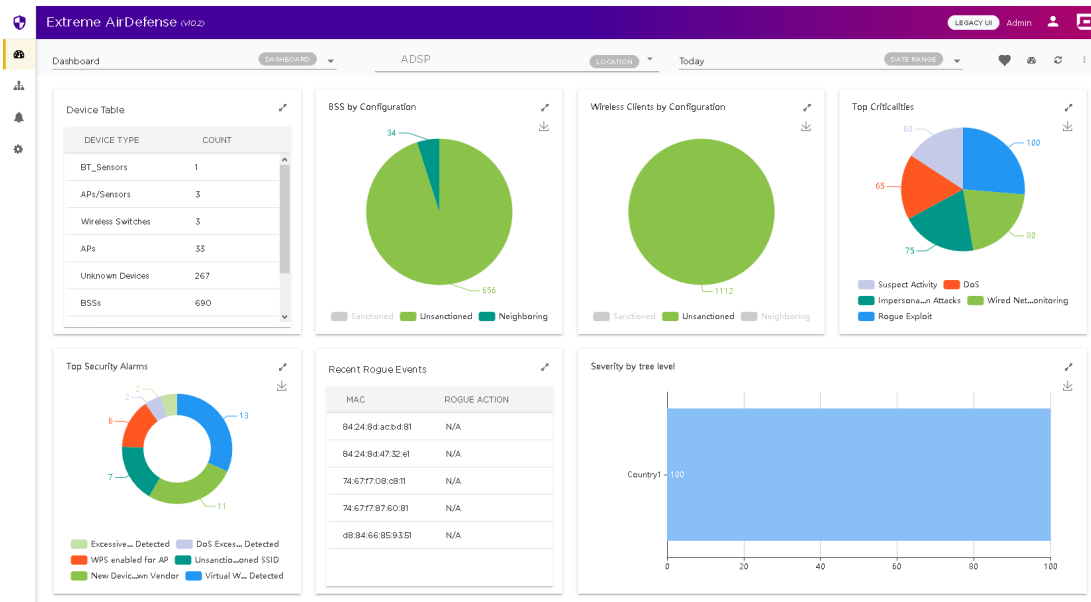 Extreme AirDefense (v10.2)
LEGACY UI Admin
Dashboard DASHBOARD ADSP LOCATION Today DATE RANGE
Device Table
DEVICE TYPE COUNT
BT_Sensors 1
APs/Sensors 3
Wireless Switches 3
APs 33
Unknown Devices 267
BSSs 690
BSS by Configuration
34
656
Sanctioned Unsanctioned Neighboring
Wireless Clients by Configuration
1112
Sanctioned Unsanctioned Neighboring
Top Criticalities
60
100
65
80
75
Suspect Activity DoS
Impersona...n Attacks Wired Net...onitoring
Rogue Exploit
Top Security Alarms
2
2
13
6
7
11
Excessive... Detected DoS Exces... Detected
WPS enabled for AP Unsanctio...oned SSID
New Devic...wn Vendor Virtual W... Detected
Recent Rogue Events
MAC ROGUE ACTION
84:24:8d:ac:bd:81 N/A
84:24:8d:47:32:e1 N/A
74:67:f7:08:c8:11 N/A
74:67:f7:87:60:81 N/A
d8:84:66:85:93:51 N/A
Severity by tree level
Country1 100
0 20 40 60 80 100